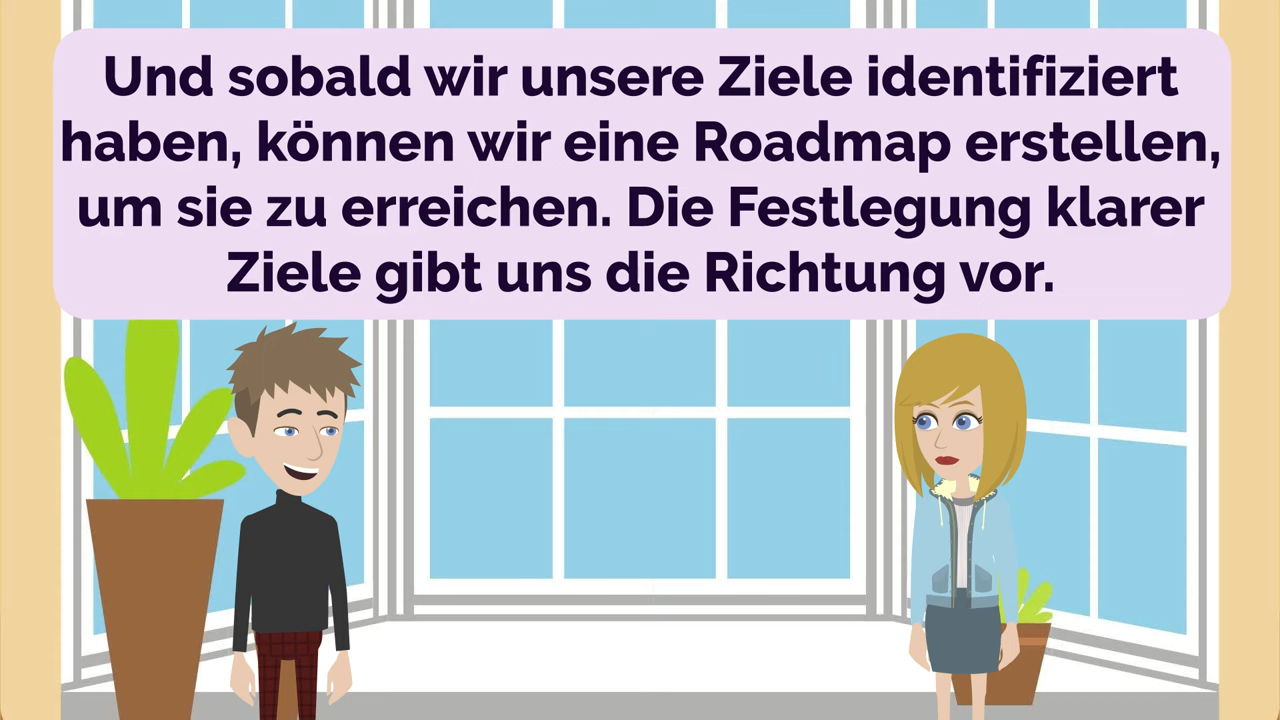 Und sobald wir unsere Ziele identifiziert
haben, können wir eine Roadmap erstellen,
um sie zu erreichen. Die Festlegung klarer
Ziele gibt uns die Richtung vor.